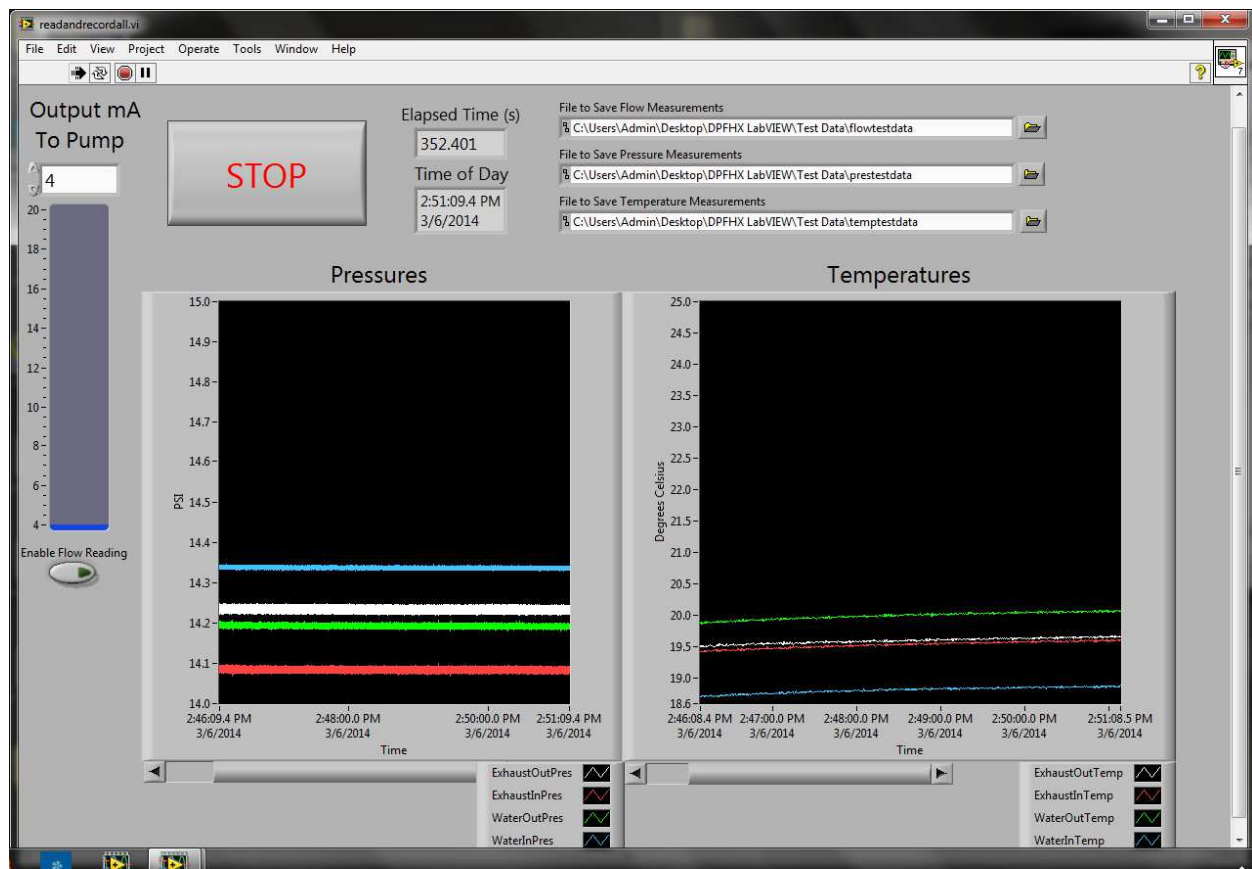 readandrecordall.vi
File Edit View Project Operate Tools Window Help
7
Output mA
To Pump
4
20
18
16
14
12
10
8
6
4
Enable Flow Reading
STOP
Elapsed Time (s)
352.401
Time of Day
2:51:09.4 PM
3/6/2014
File to Save Flow Measurements
C:\Users\Admin\Desktop\DPFHX LabVIEW\Test Data\flowtestdata
File to Save Pressure Measurements
C:\Users\Admin\Desktop\DPFHX LabVIEW\Test Data\prestestdata
File to Save Temperature Measurements
C:\Users\Admin\Desktop\DPFHX LabVIEW\Test Data\temptestdata
Pressures
PSI
15.0
14.9
14.8
14.7
14.6
14.5
14.4
14.3
14.2
14.1
14.0
2:46:09.4 PM 2:48:00.0 PM 2:50:00.0 PM 2:51:09.4 PM
3/6/2014 3/6/2014 3/6/2014 3/6/2014
Time
ExhaustOutPres
ExhaustInPres
WaterOutPres
WaterInPres
Temperatures
Degrees Celsius
25.0
24.5
24.0
23.5
23.0
22.5
22.0
21.5
21.0
20.5
20.0
19.5
19.0
18.6
2:46:08.4 PM 2:47:00.0 PM 2:48:00.0 PM 2:49:00.0 PM 2:50:00.0 PM 2:51:08.5 PM
3/6/2014 3/6/2014 3/6/2014 3/6/2014 3/6/2014 3/6/2014
Time
ExhaustOutTemp
ExhaustInTemp
WaterOutTemp
WaterInTemp